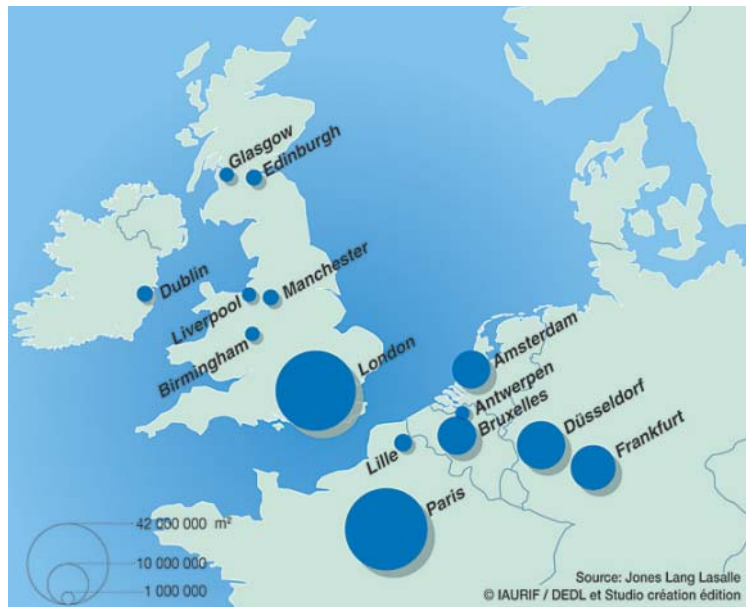 Glasgow
Edinburgh
Dublin
Liverpool
Manchester
Birmingham
London
Amsterdam
Antwerpen
Bruxelles
Düsseldorf
Frankfurt
Lille
Paris
42 000 000 m²
10 000 000
1 000 000
Source: Jones Lang Lasalle
© IAURIF / DEDL et Studio création édition